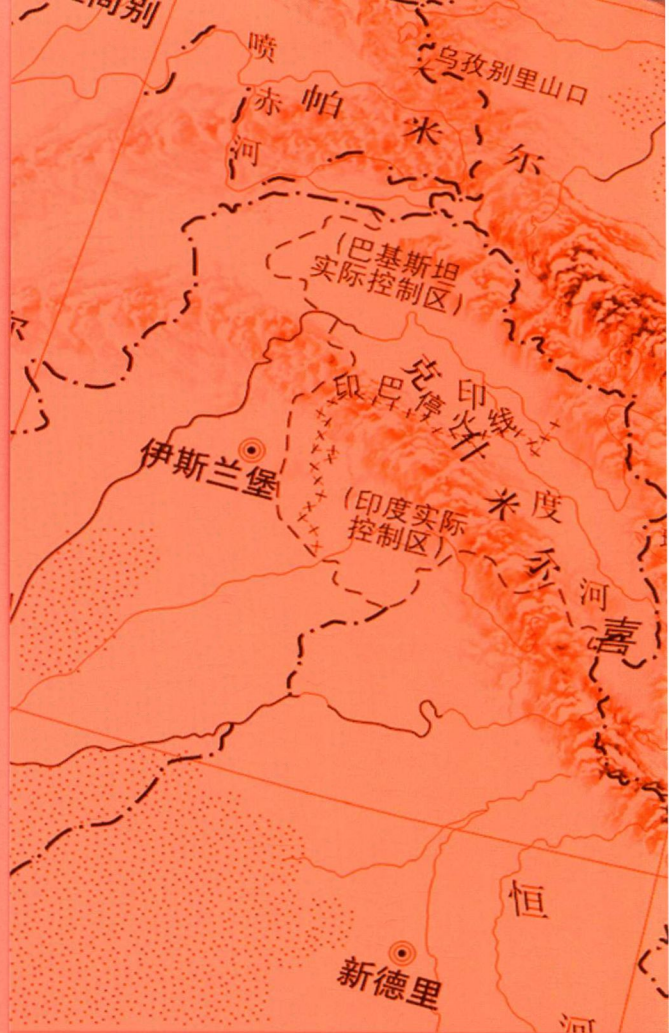 喷赤河
乌孜别里山口
帕米尔
(巴基斯坦
实际控制区)
克什米尔
印巴停火线
印度河
伊斯兰堡
(印度实际
控制区)
喜
恒河
新德里